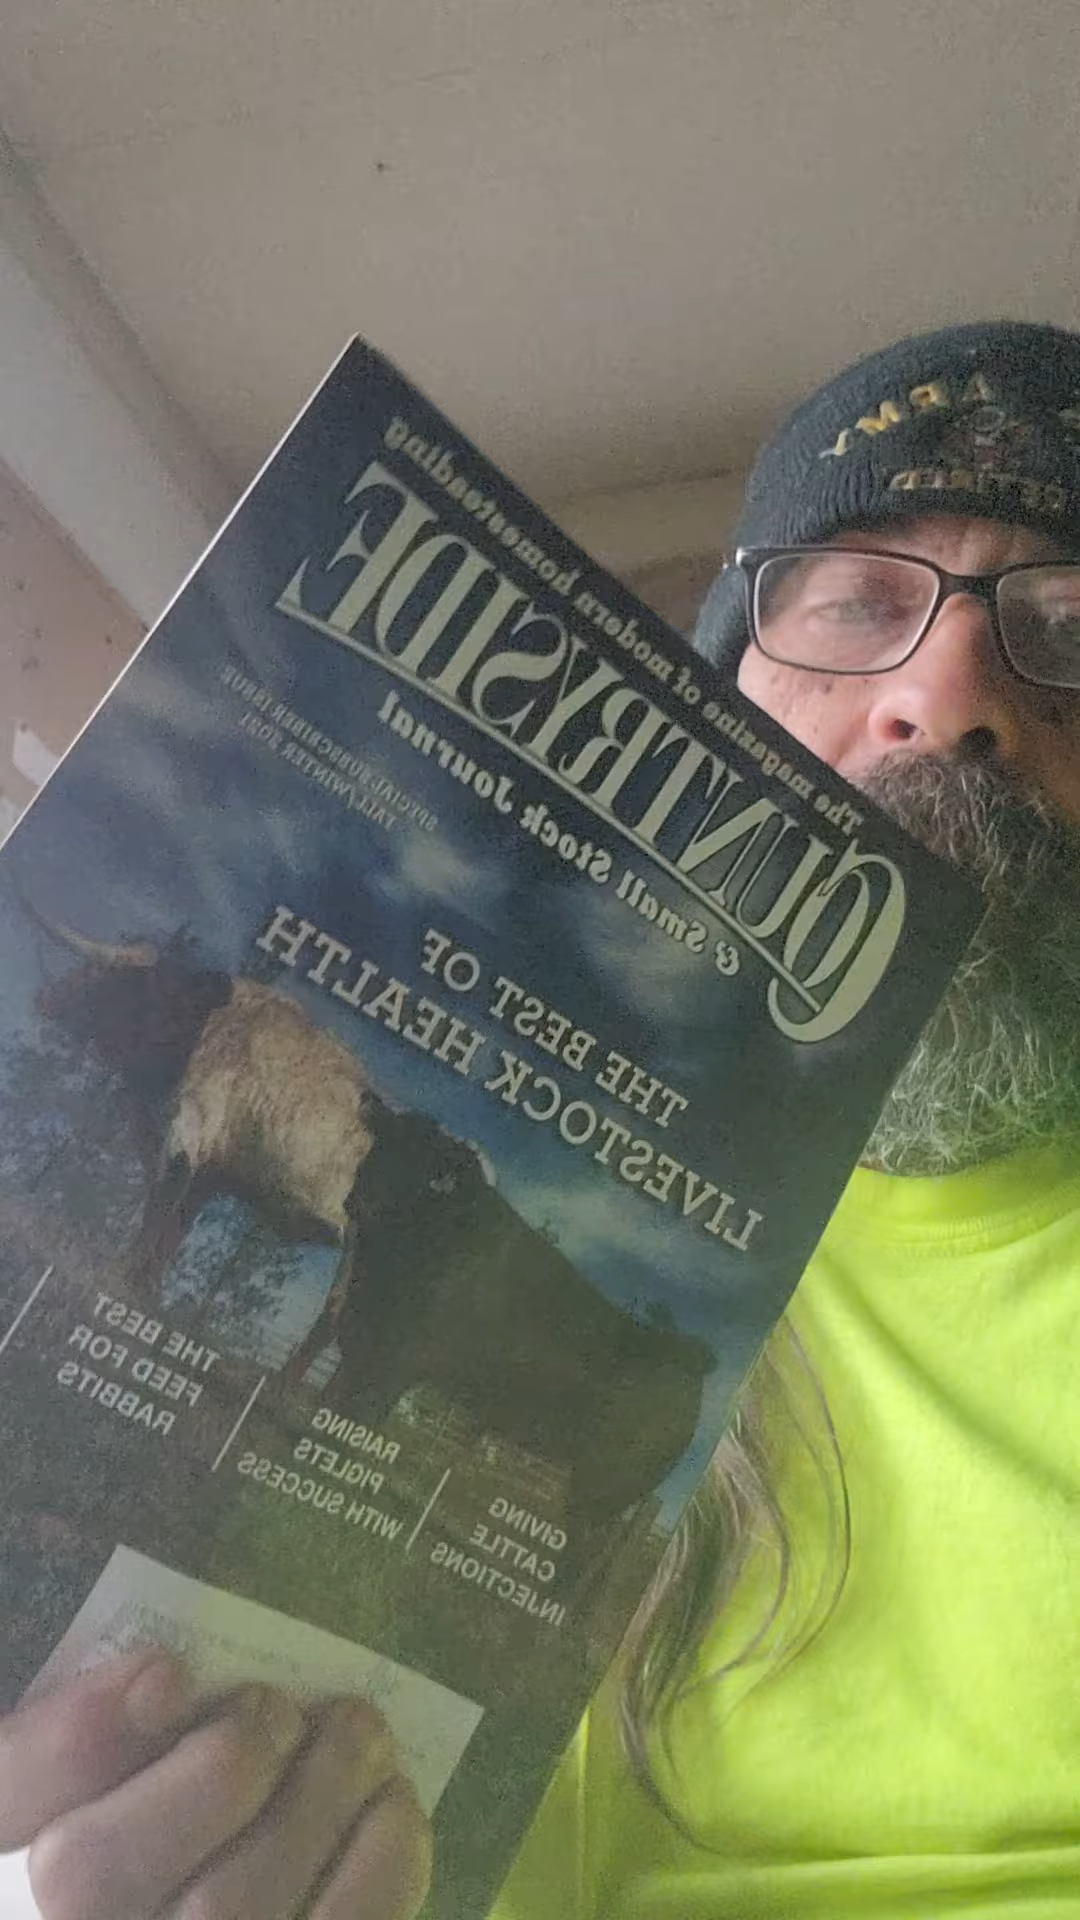 The magazine of modern homesteading
COUNTRYSIDE
& Small Stock Journal
SPECIAL SUBSCRIBER ISSUE
FALL/WINTER 2021
THE BEST OF
LIVESTOCK HEALTH
GIVING
CATTLE
INJECTIONS
RAISING
PIGLETS
WITH SUCCESS
THE BEST
FEED FOR
RABBITS
ARMY
RETIRED